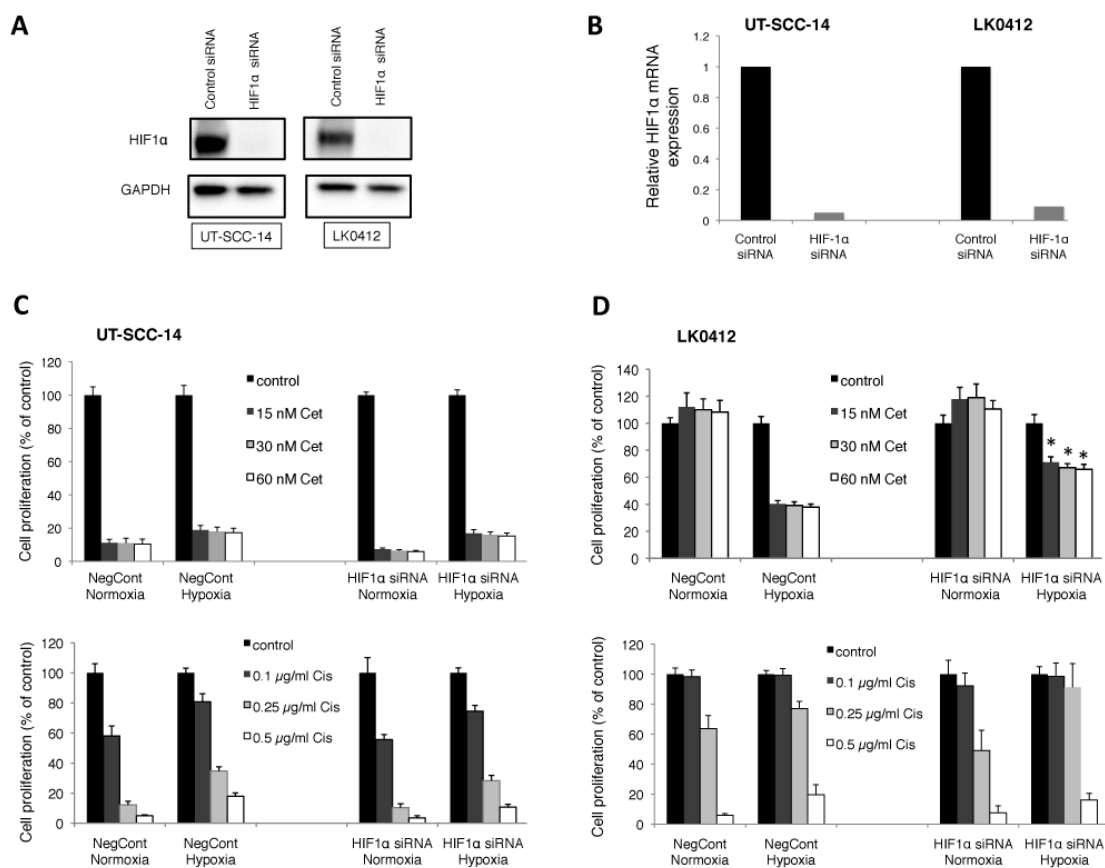 A
Control siRNA
HIF1α siRNA
Control siRNA
HIF1α siRNA
HIF1α
GAPDH
UT-SCC-14
LK0412
B
UT-SCC-14
LK0412
Relative HIF1α mRNA
expression
1.2
1
0.8
0.6
0.4
0.2
0
Control
siRNA
HIF-1α
siRNA
Control
siRNA
HIF-1α
siRNA
C
UT-SCC-14
Cell proliferation (% of control)
120
100
80
60
40
20
0
control
15 nM Cet
30 nM Cet
60 nM Cet
NegCont
Normoxia
NegCont
Hypoxia
HIF1α siRNA
Normoxia
HIF1α siRNA
Hypoxia
Cell proliferation (% of control)
120
100
80
60
40
20
0
control
0.1 µg/ml Cis
0.25 µg/ml Cis
0.5 µg/ml Cis
NegCont
Normoxia
NegCont
Hypoxia
HIF1α siRNA
Normoxia
HIF1α siRNA
Hypoxia
D
LK0412
Cell proliferation (% of control)
140
120
100
80
60
40
20
0
control
15 nM Cet
30 nM Cet
60 nM Cet
* * *
NegCont
Normoxia
NegCont
Hypoxia
HIF1α siRNA
Normoxia
HIF1α siRNA
Hypoxia
Cell proliferation (% of control)
120
100
80
60
40
20
0
control
0.1 µg/ml Cis
0.25 µg/ml Cis
0.5 µg/ml Cis
NegCont
Normoxia
NegCont
Hypoxia
HIF1α siRNA
Normoxia
HIF1α siRNA
Hypoxia